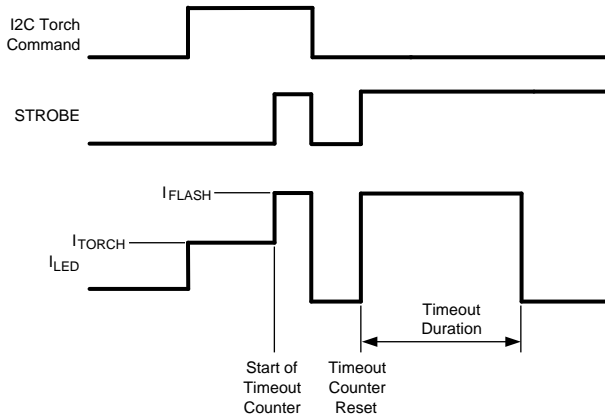 I2C Torch
Command
STROBE
IFLASH
ITORCH
ILED
Timeout
Duration
Start of
Timeout
Counter
Timeout
Counter
Reset